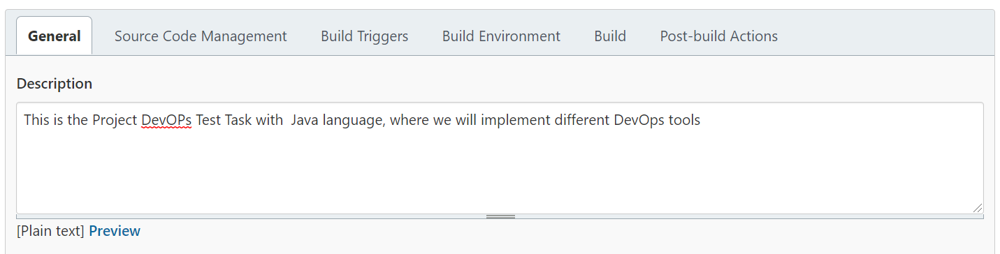 General Source Code Management Build Triggers Build Environment Build Post-build Actions
Description
This is the Project DevOPs Test Task with  Java language, where we will implement different DevOps tools
[Plain text] Preview